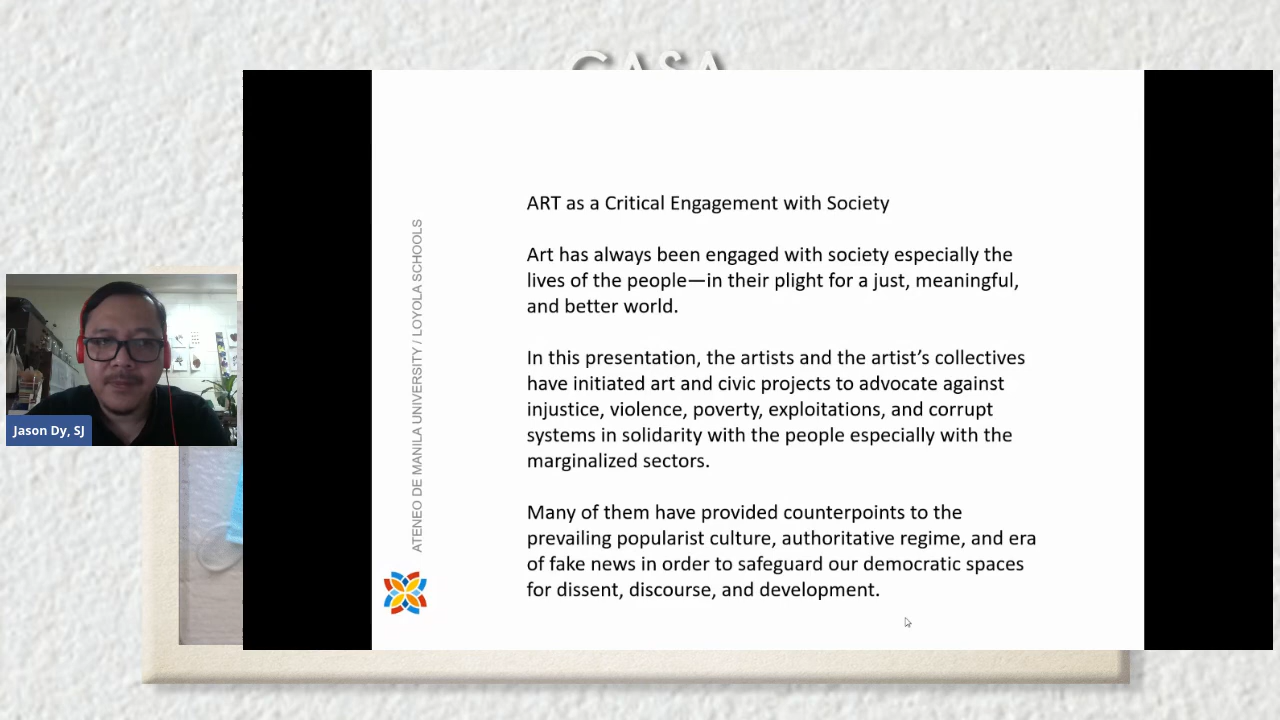 ART as a Critical Engagement with Society
Art has always been engaged with society especially the
lives of the people—in their plight for a just, meaningful,
and better world.
In this presentation, the artists and the artist’s collectives
have initiated art and civic projects to advocate against
injustice, violence, poverty, exploitations, and corrupt
systems in solidarity with the people especially with the
marginalized sectors.
Many of them have provided counterpoints to the
prevailing popularist culture, authoritative regime, and era
of fake news in order to safeguard our democratic spaces
for dissent, discourse, and development.
ATENEO DE MANILA UNIVERSITY / LOYOLA SCHOOLS
Jason Dy, SJ